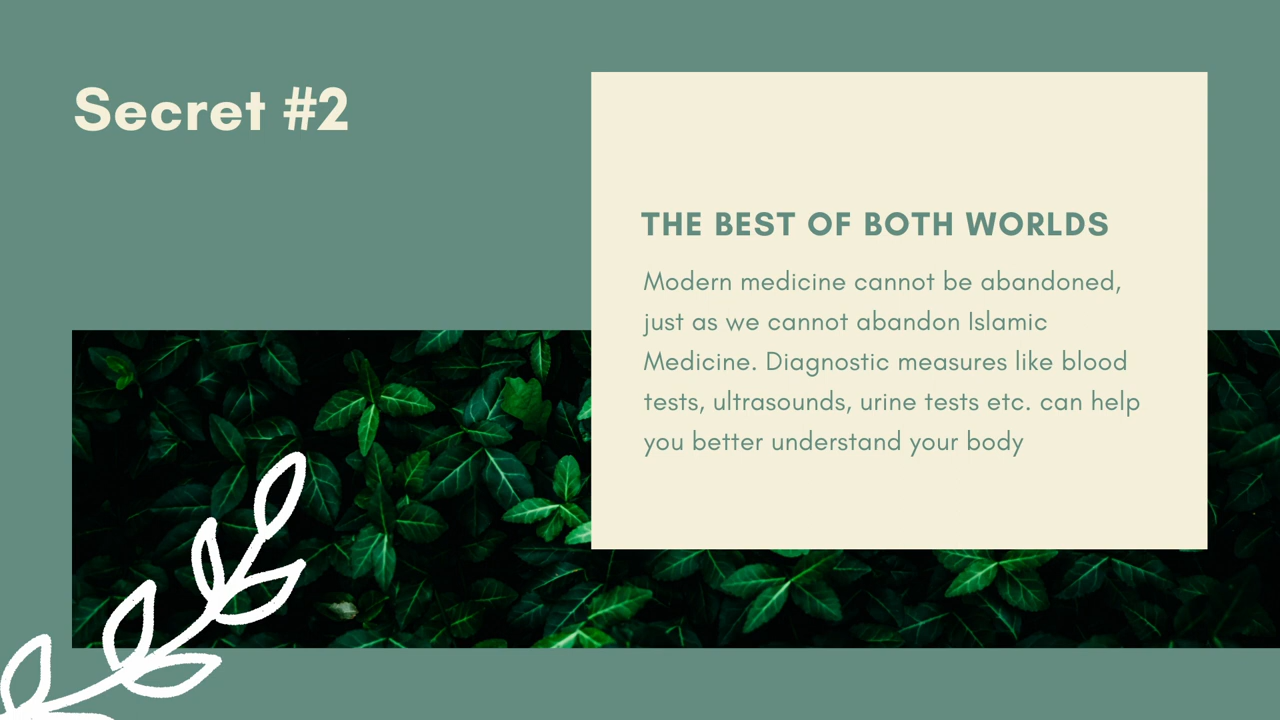 Secret #2
THE BEST OF BOTH WORLDS
Modern medicine cannot be abandoned,
just as we cannot abandon Islamic
Medicine. Diagnostic measures like blood
tests, ultrasounds, urine tests etc. can help
you better understand your body